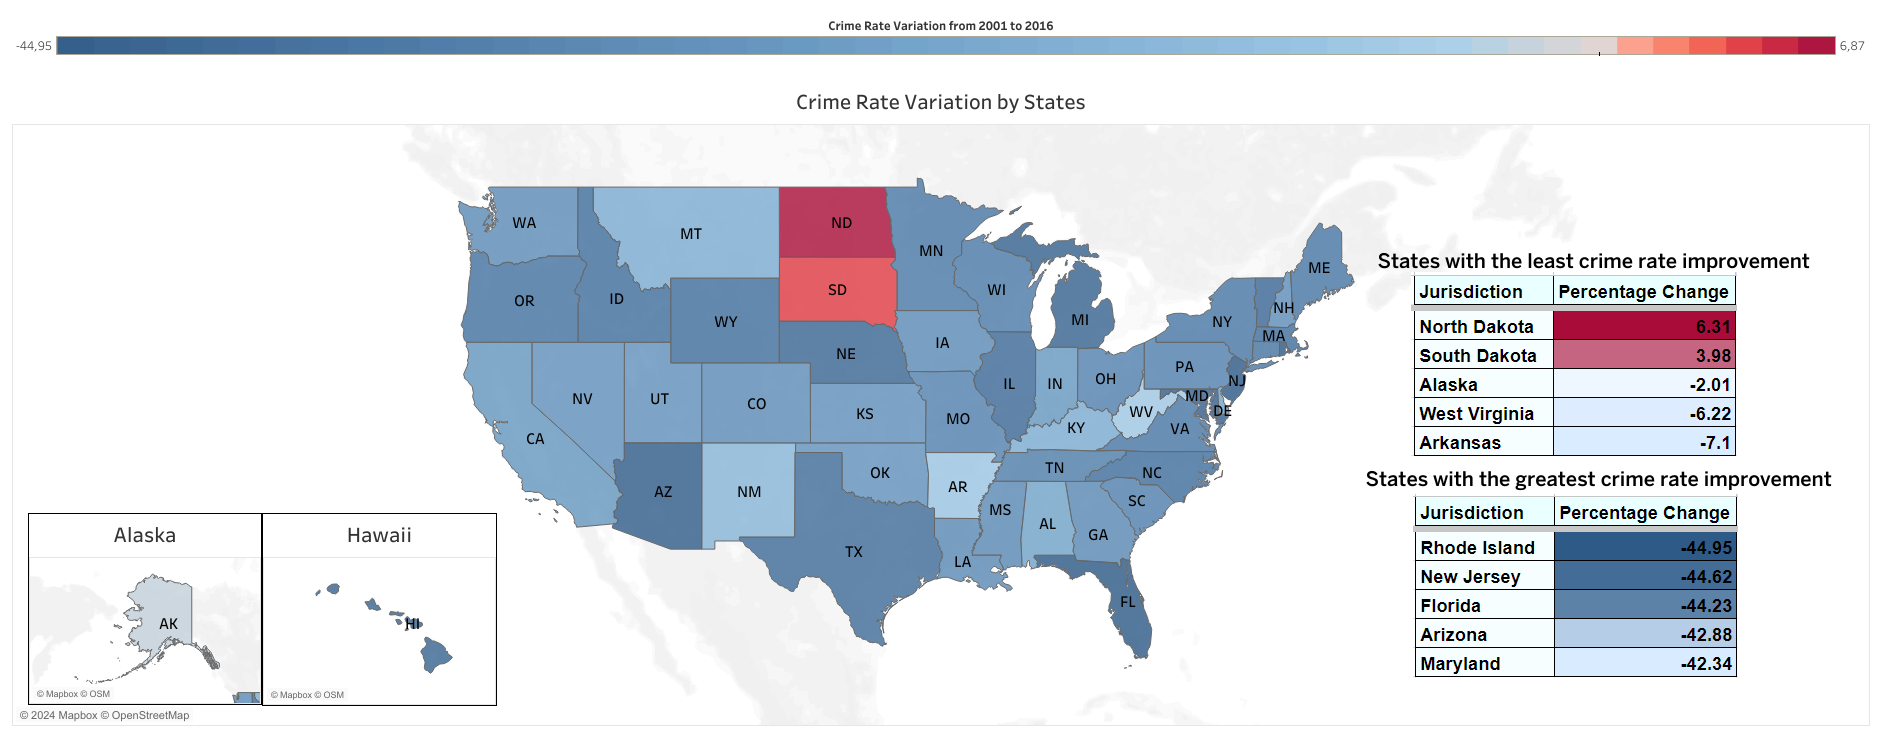 Crime Rate Variation from 2001 to 2016
-44,95
6,87
Crime Rate Variation by States
WA
MT
ND
MN
OR
ID
WY
SD
WI
MI
NY
ME
NH
MA
NE
IA
IL
IN
OH
PA
NJ
MD
DE
NV
UT
CO
KS
MO
KY
WV
VA
CA
AZ
NM
OK
AR
TN
NC
SC
MS
AL
GA
TX
LA
FL
States with the least crime rate improvement
Jurisdiction Percentage Change
North Dakota 6.31
South Dakota 3.98
Alaska -2.01
West Virginia -6.22
Arkansas -7.1
States with the greatest crime rate improvement
Jurisdiction Percentage Change
Rhode Island -44.95
New Jersey -44.62
Florida -44.23
Arizona -42.88
Maryland -42.34
Alaska
AK
© Mapbox © OSM
Hawaii
HI
© Mapbox © OSM
© 2024 Mapbox © OpenStreetMap